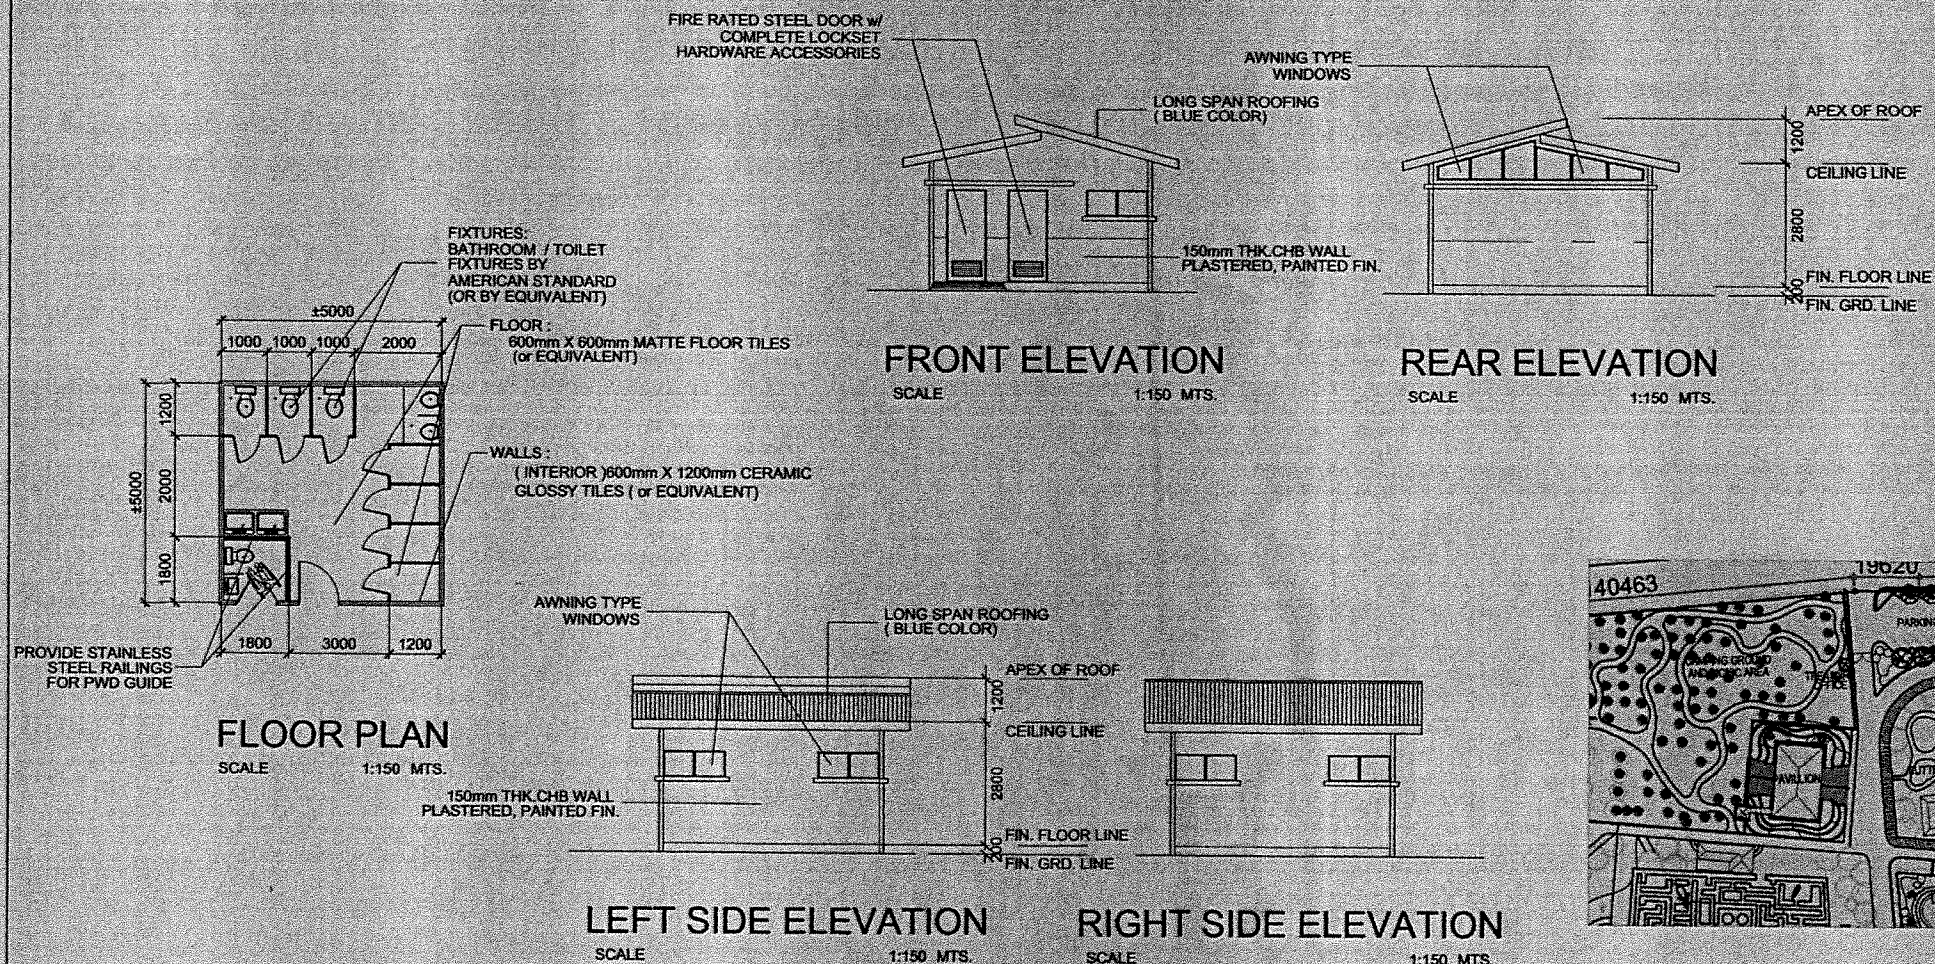 FIRE RATED STEEL DOOR w/
COMPLETE LOCKSET
HARDWARE ACCESSORIES
LONG SPAN ROOFING
( BLUE COLOR)
150mm THK.CHB WALL
PLASTERED, PAINTED FIN.
FRONT ELEVATION
SCALE 1:150 MTS.
AWNING TYPE
WINDOWS
APEX OF ROOF
1200
CEILING LINE
2800
FIN. FLOOR LINE
200
FIN. GRD. LINE
REAR ELEVATION
SCALE 1:150 MTS.
FIXTURES:
BATHROOM / TOILET
FIXTURES BY
AMERICAN STANDARD
(OR BY EQUIVALENT)
FLOOR :
600mm X 600mm MATTE FLOOR TILES
(or EQUIVALENT)
WALLS :
( INTERIOR )600mm X 1200mm CERAMIC
GLOSSY TILES ( or EQUIVALENT)
±5000
1000 1000 1000 2000
±5000
1200
2000
1800
1800 3000 1200
PROVIDE STAINLESS
STEEL RAILINGS
FOR PWD GUIDE
FLOOR PLAN
SCALE 1:150 MTS.
AWNING TYPE
WINDOWS
LONG SPAN ROOFING
( BLUE COLOR)
150mm THK.CHB WALL
PLASTERED, PAINTED FIN.
APEX OF ROOF
1200
CEILING LINE
2800
FIN. FLOOR LINE
200
FIN. GRD. LINE
LEFT SIDE ELEVATION
SCALE 1:150 MTS.
RIGHT SIDE ELEVATION
SCALE 1:150 MTS.
40463
19620
PARKING
GROUND
AREA
PAVILLION